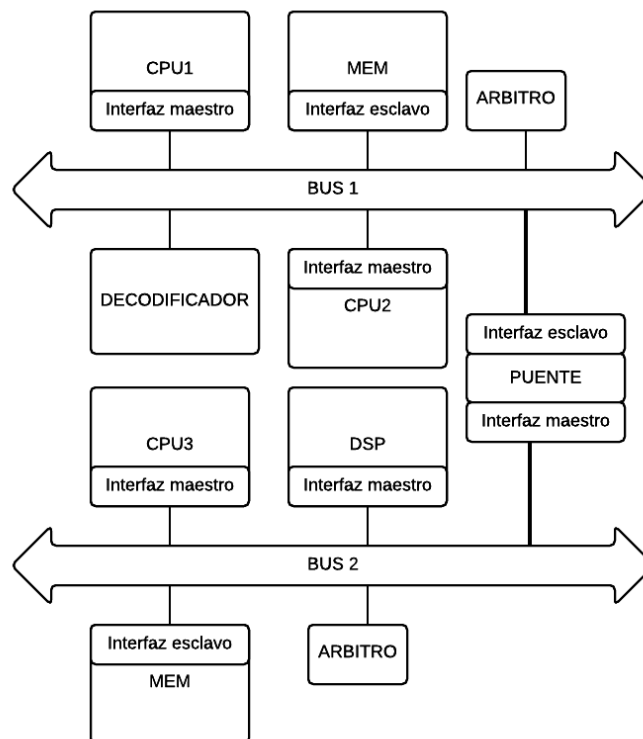 CPU1
Interfaz maestro
MEM
Interfaz esclavo
ARBITRO
BUS 1
DECODIFICADOR
Interfaz maestro
CPU2
Interfaz esclavo
PUENTE
Interfaz maestro
CPU3
Interfaz maestro
DSP
Interfaz maestro
BUS 2
Interfaz esclavo
MEM
ARBITRO